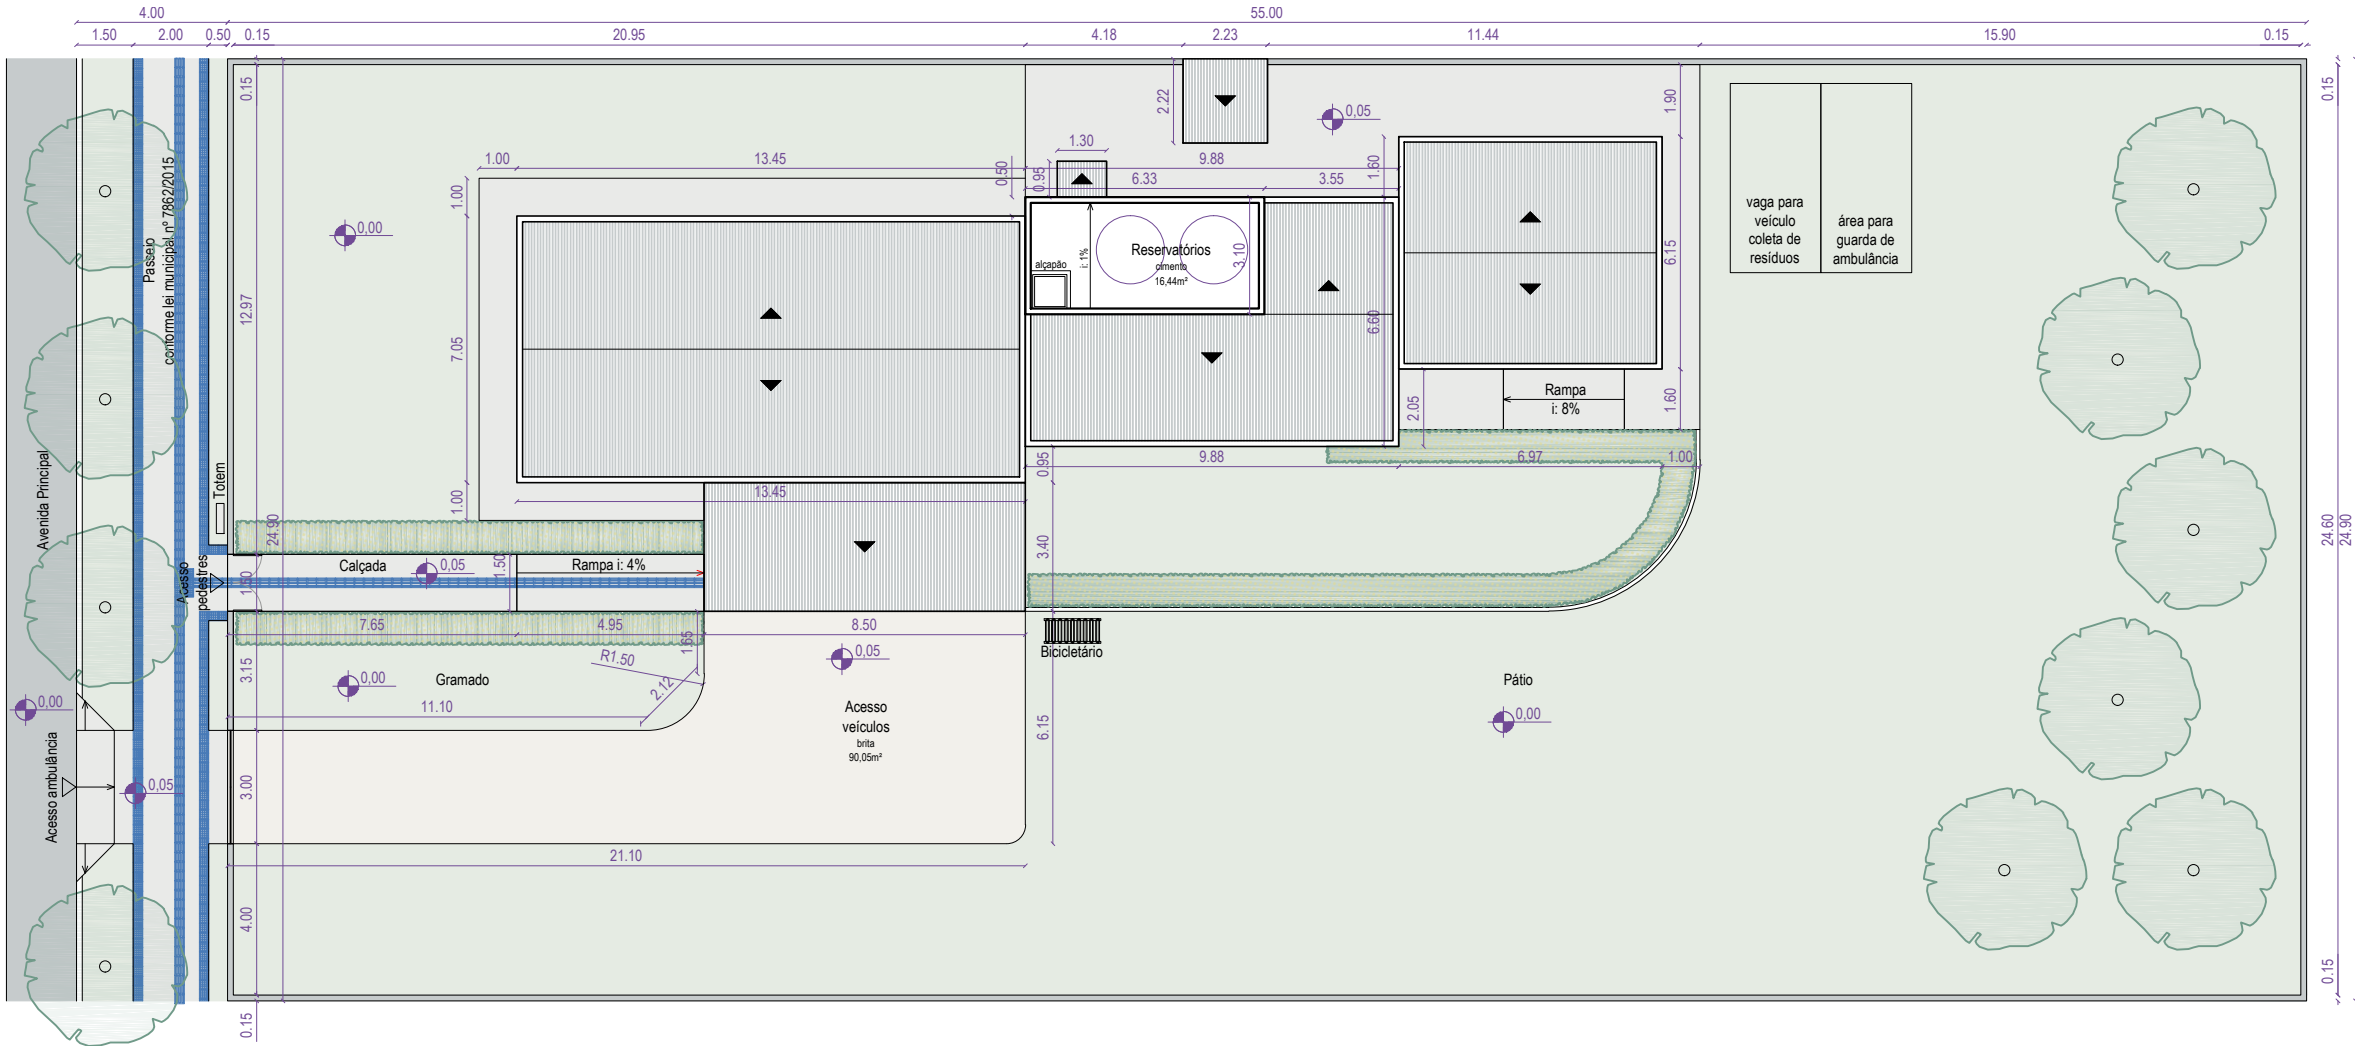 4.00
55.00
1.50
2.00
0.50
0.15
20.95
4.18
2.23
11.44
15.90
0.15
0.15
2.22
0,05
1.90
0.15
1.30
1.00
13.45
0.50
0.95
9.88
1.60
6.33
3.55
1.00
Passeio
conforme lei municipal nº 7862/2015
0,00
12.97
7.05
alçapão
i: 1%
Reservatórios
cimento
16,44m²
3.10
6.60
6.15
vaga para
veículo
coleta de
resíduos
área para
guarda de
ambulância
Rampa
i: 8%
2.05
1.60
Avenida Principal
Totem
24.90
1.00
13.45
0.95
9.88
6.97
1.00
Acesso
pedestres
1.50
Calçada
0,05
1.50
Rampa i: 4%
3.40
24.60
24.90
7.65
4.95
1.65
8.50
Bicicletário
3.15
0,00
Gramado
R1.50
2.12
0,05
11.10
Acesso
veículos
brita
90,05m²
6.15
Pátio
0,00
0,00
Acesso ambulância
0,05
3.00
21.10
4.00
0.15
0.15